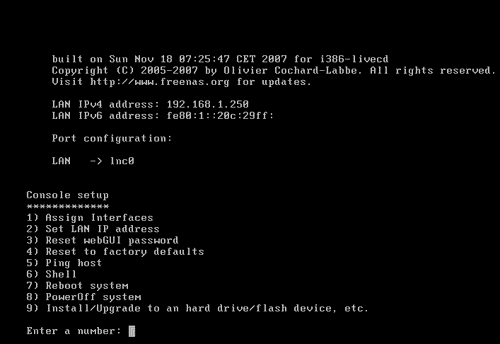 built on Sun Nov 18 07:25:47 CET 2007 for i386-livecd
Copyright (C) 2005-2007 by Olivier Cochard-Labbe. All rights reserved.
Visit http://www.freenas.org for updates.
LAN IPv4 address: 192.168.1.250
LAN IPv6 address: fe80:1::20c:29ff:
Port configuration:
LAN -> lnc0
Console setup
*************
1) Assign Interfaces
2) Set LAN IP address
3) Reset webGUI password
4) Reset to factory defaults
5) Ping host
6) Shell
7) Reboot system
8) PowerOff system
9) Install/Upgrade to an hard drive/flash device, etc.
Enter a number: